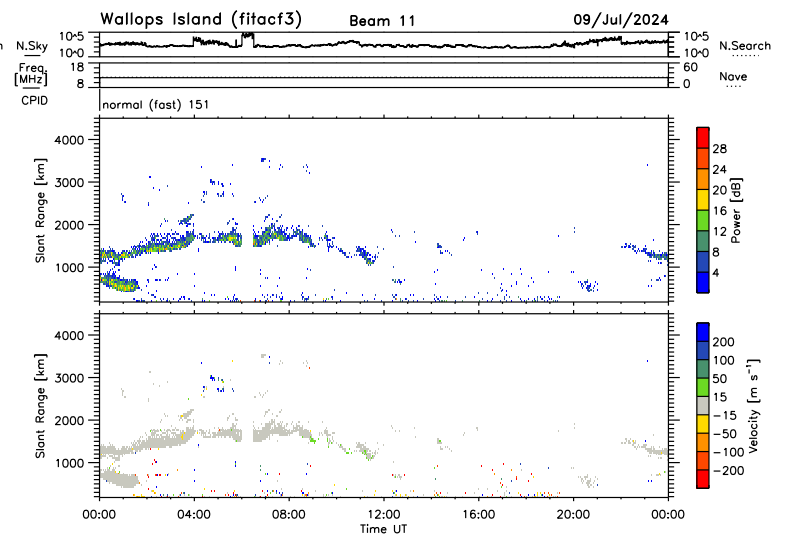 Wallops Island (fitacf3) Beam 11 09/Jul/2024
n N.Sky 10^5 10^0 10^5 10^0 N.Search
Freq. [MHz] 18 8 60 0 Nave
CPID normal (fast) 151
4000
3000
2000
1000
Slant Range [km]
28
24
20
16
12
8
4
Power [dB]
4000
3000
2000
1000
Slant Range [km]
200
100
50
15
-15
-50
-100
-200
Velocity [m s⁻¹]
00:00 04:00 08:00 12:00 16:00 20:00 00:00
Time UT